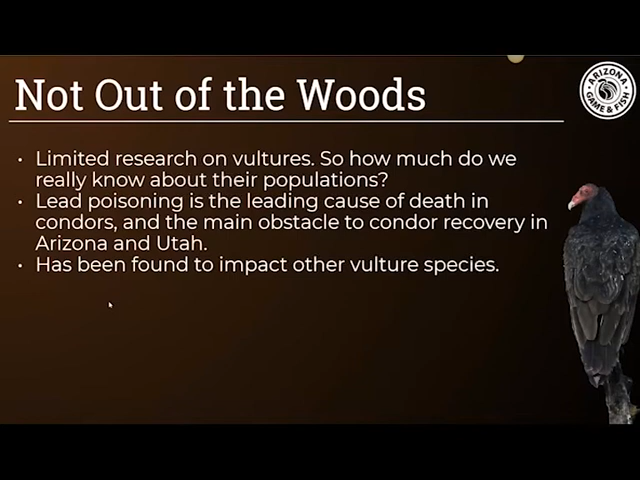 Not Out of the Woods
ARIZONA
GAME & FISH
• Limited research on vultures. So how much do we
really know about their populations?
• Lead poisoning is the leading cause of death in
condors, and the main obstacle to condor recovery in
Arizona and Utah.
• Has been found to impact other vulture species.